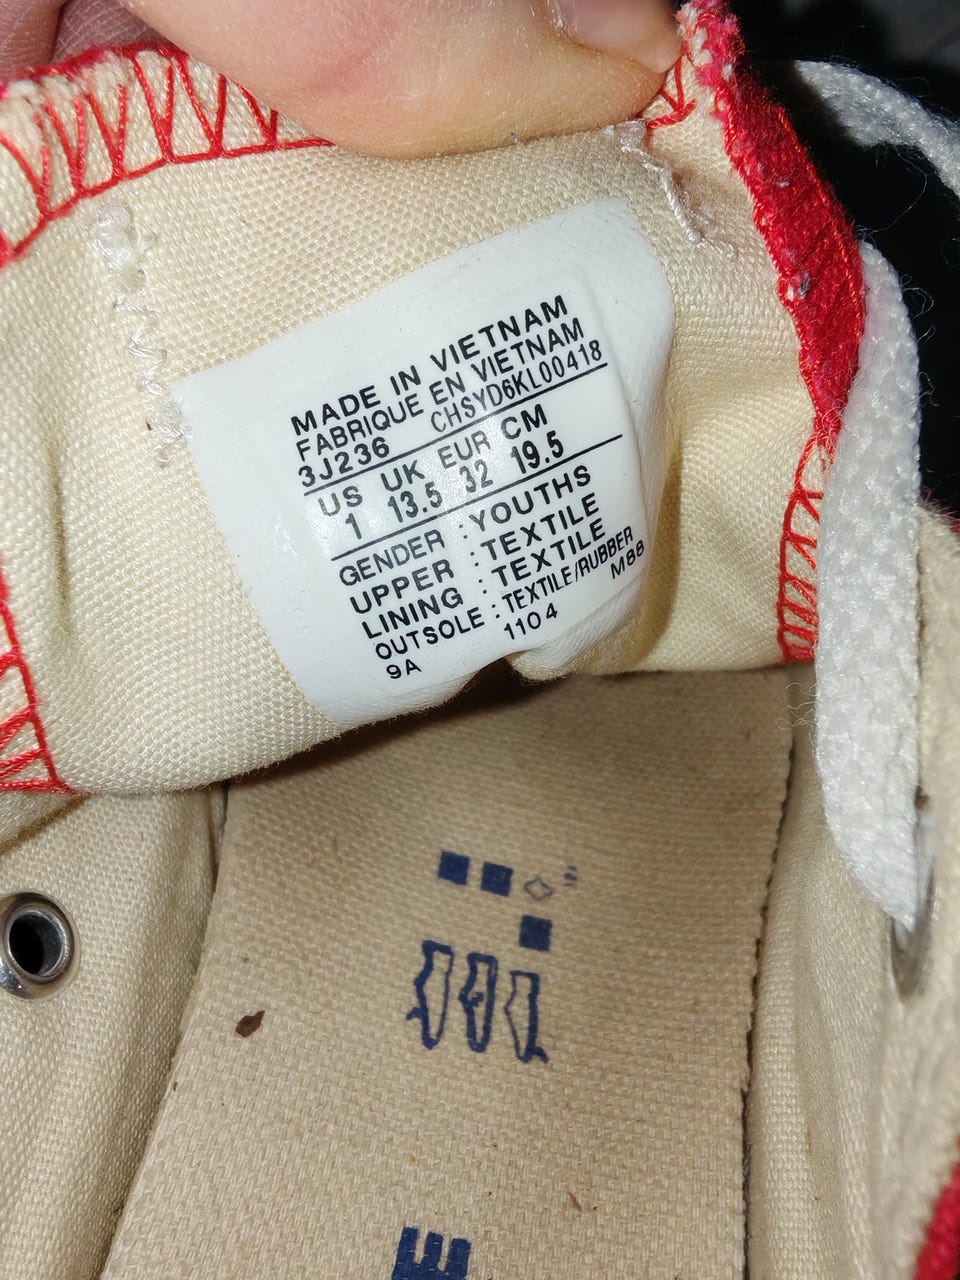 MADE IN VIETNAM
FABRIQUE EN VIETNAM
3J236 CHSYD6KL00418
US UK EUR CM
1 13.5 32 19.5
GENDER : YOUTHS
UPPER : TEXTILE
LINING : TEXTILE
OUTSOLE : TEXTILE/RUBBER
9A 1104 M88